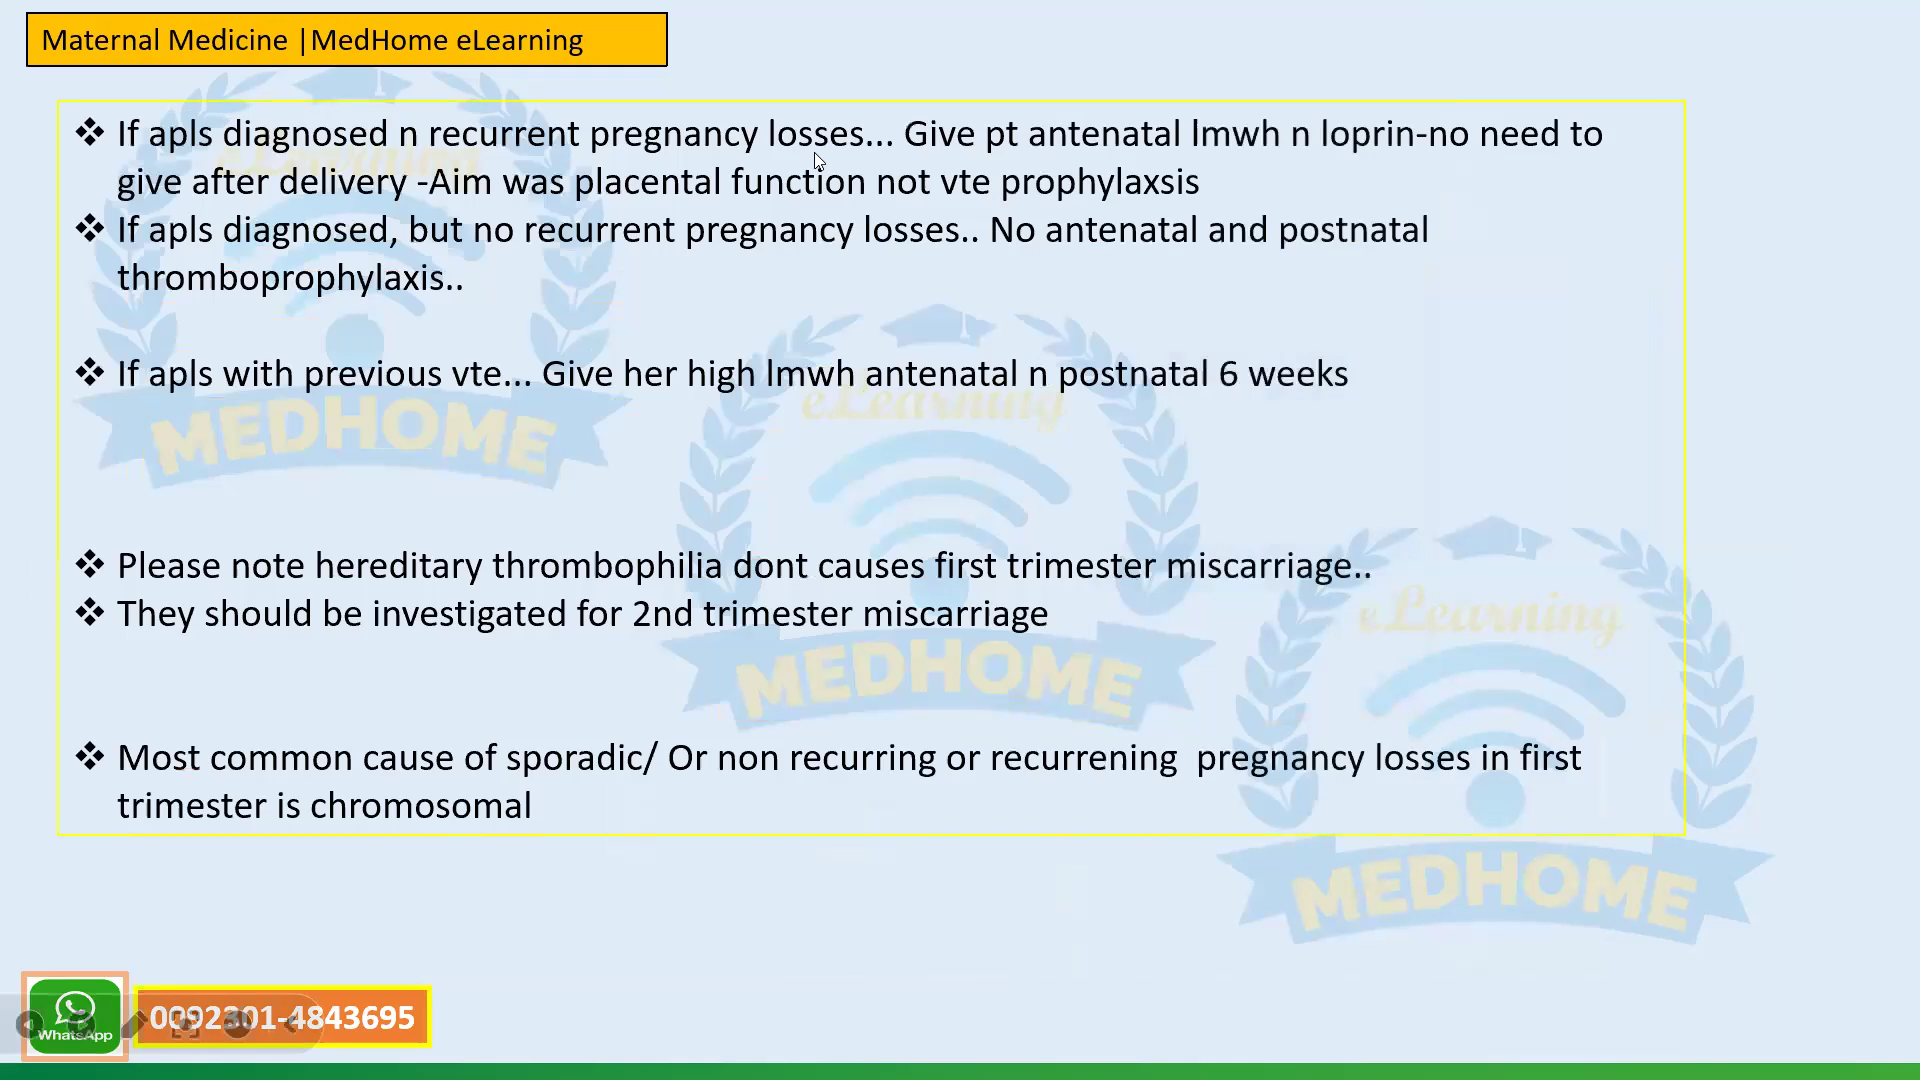 Maternal Medicine |MedHome eLearning
❖ If apls diagnosed n recurrent pregnancy losses... Give pt antenatal lmwh n loprin-no need to
give after delivery -Aim was placental function not vte prophylaxsis
❖ If apls diagnosed, but no recurrent pregnancy losses.. No antenatal and postnatal
thromboprophylaxis..
❖ If apls with previous vte... Give her high lmwh antenatal n postnatal 6 weeks
❖ Please note hereditary thrombophilia dont causes first trimester miscarriage..
❖ They should be investigated for 2nd trimester miscarriage
❖ Most common cause of sporadic/ Or non recurring or recurrening pregnancy losses in first
trimester is chromosomal
eLearning
MEDHOME
eLearning
MEDHOME
eLearning
MEDHOME
WhatsApp
0092301-4843695